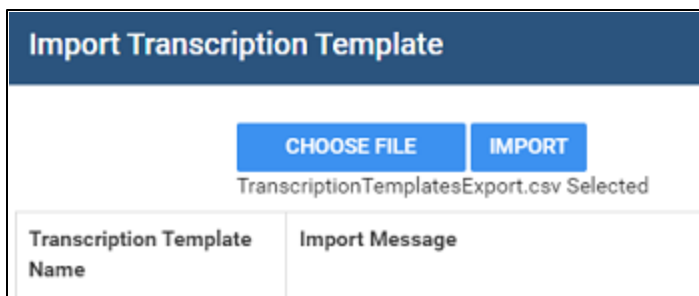 Import Transcription Template
CHOOSE FILE IMPORT
TranscriptionTemplatesExport.csv Selected
Transcription Template Import Message
Name